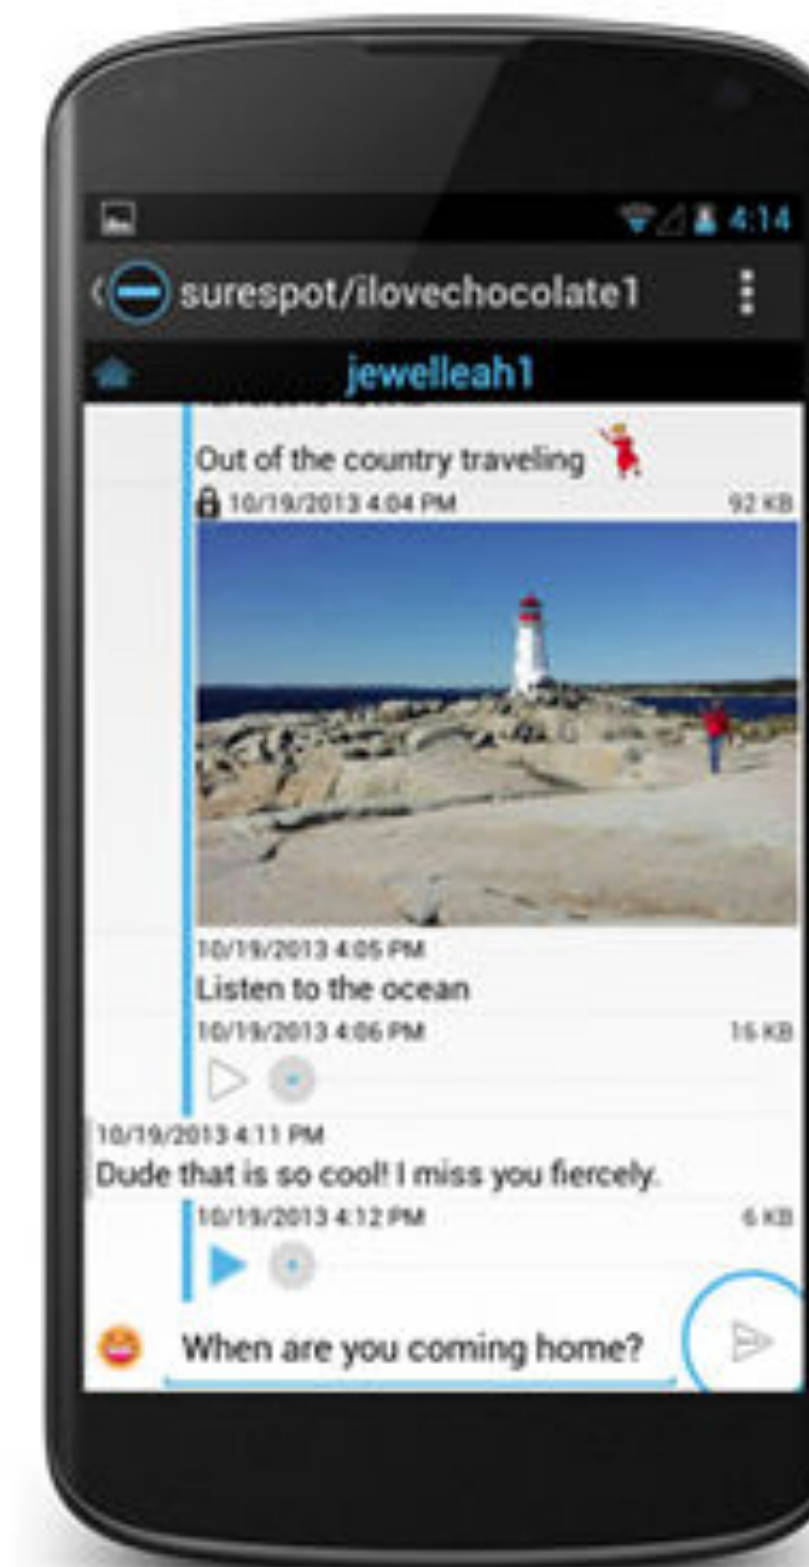 4:14
surespot/ilovechocolate1
jewelleah1
Out of the country traveling
10/19/2013 4:04 PM 92 KB
10/19/2013 4:05 PM
Listen to the ocean
10/19/2013 4:06 PM 16 KB
10/19/2013 4:11 PM
Dude that is so cool! I miss you fiercely.
10/19/2013 4:12 PM 6 KB
When are you coming home?